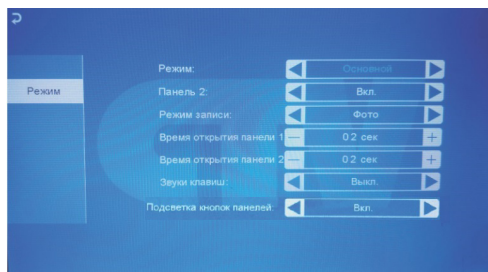 Режим: Основной
Режим
Панель 2: Вкл.
Режим записи: Фото
Время открытия панели 1 — 02 сек +
Время открытия панели 2 — 02 сек +
Звуки клавиш: Выкл.
Подсветка кнопок панелей: Вкл.